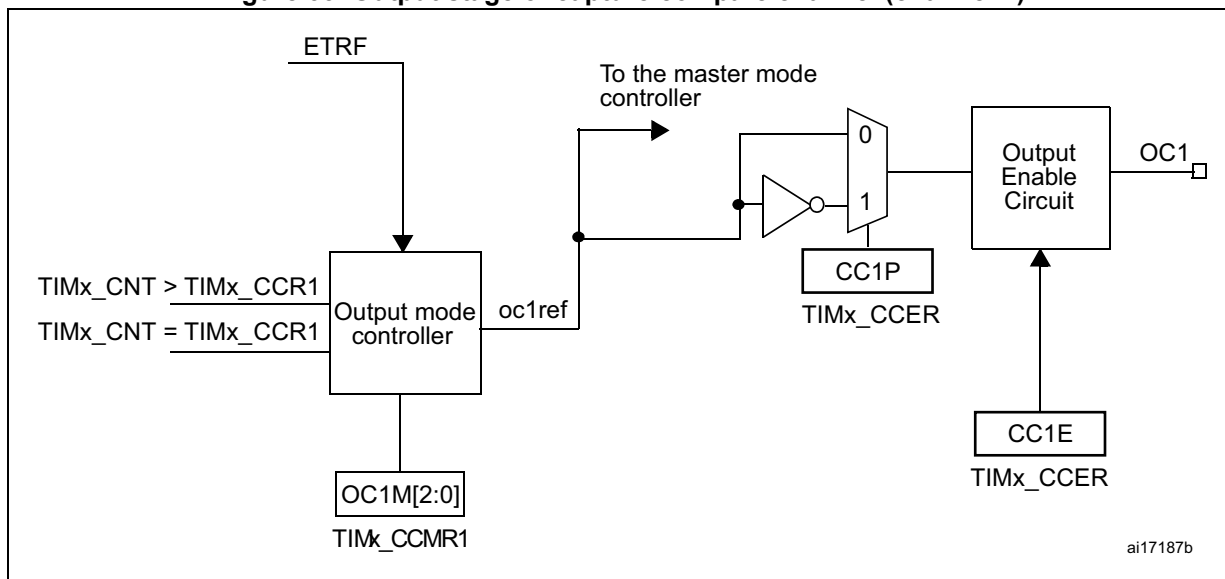 ETRF
To the master mode
controller
0
1
Output
Enable
Circuit
OC1
CC1P
TIMx_CCER
TIMx_CNT > TIMx_CCR1
TIMx_CNT = TIMx_CCR1
Output mode
controller
oc1ref
CC1E
TIMx_CCER
OC1M[2:0]
TIMx_CCMR1
ai17187b